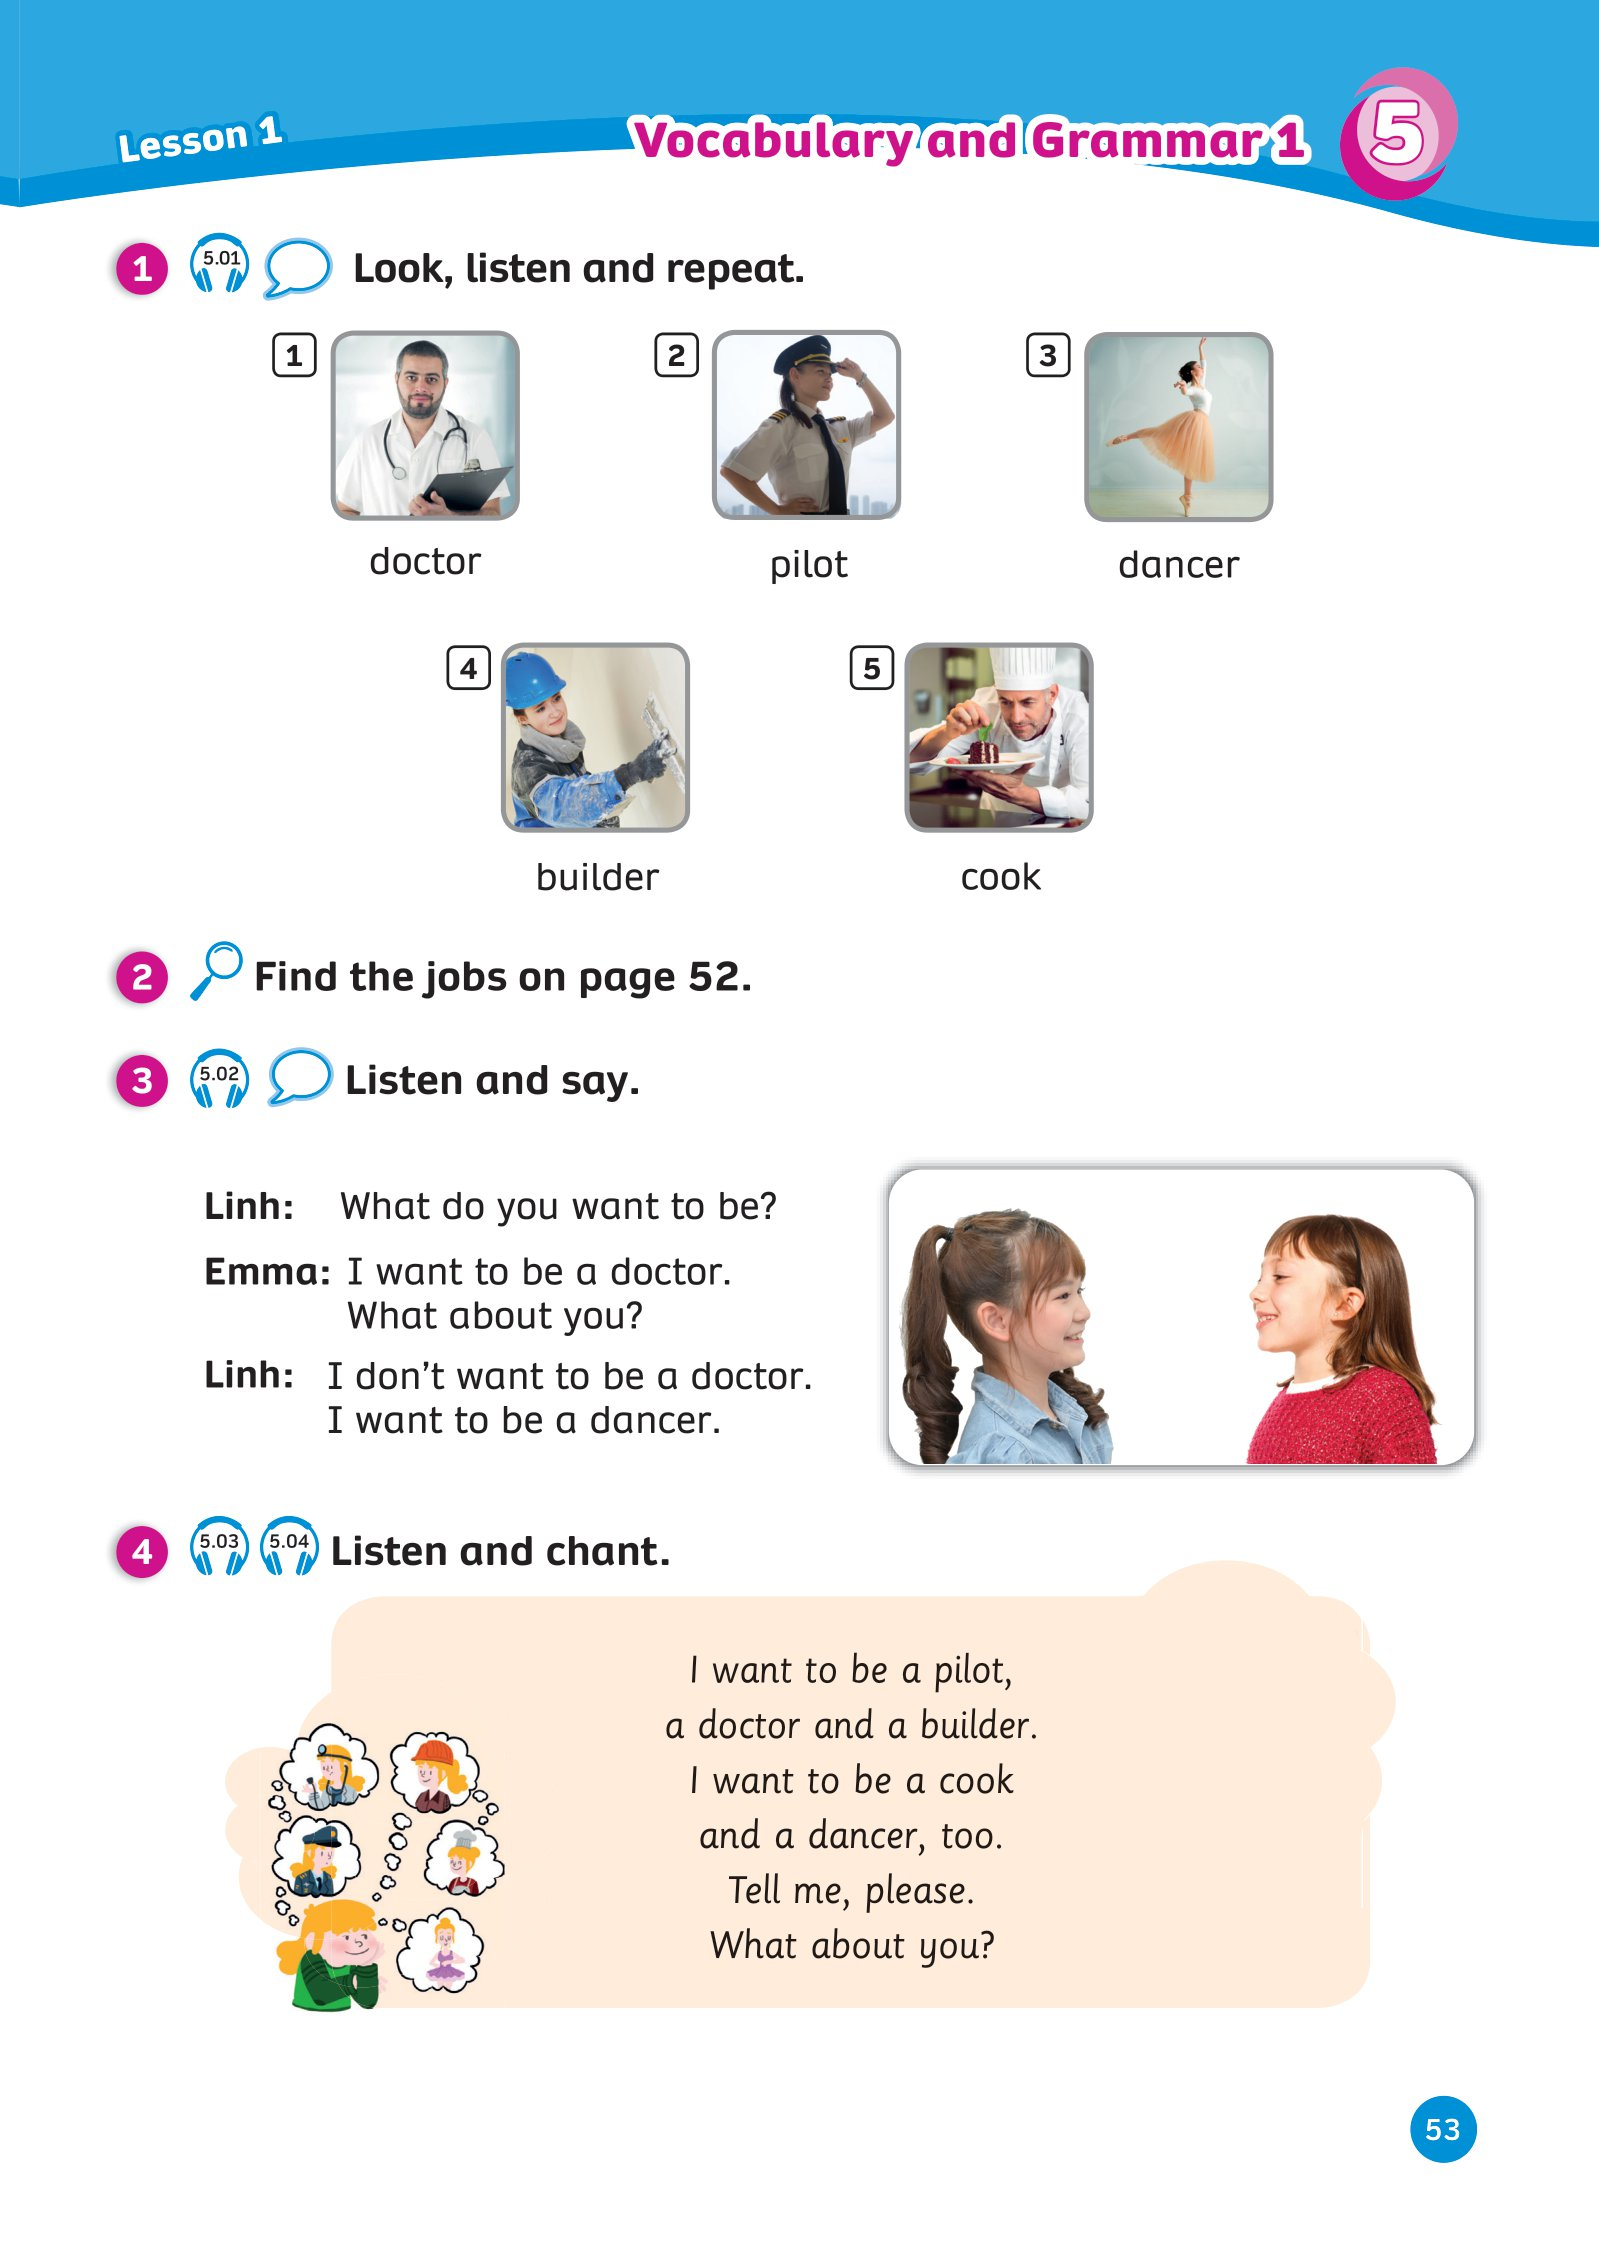 Lesson 1
Vocabulary and Grammar 1
5
1 5.01 Look, listen and repeat.
1
2
3
doctor
pilot
dancer
4
5
builder
cook
2 Find the jobs on page 52.
3 5.02 Listen and say.
Linh: What do you want to be?
Emma: I want to be a doctor.
What about you?
Linh: I don't want to be a doctor.
I want to be a dancer.
4 5.03 5.04 Listen and chant.
I want to be a pilot,
a doctor and a builder.
I want to be a cook
and a dancer, too.
Tell me, please.
What about you?
53